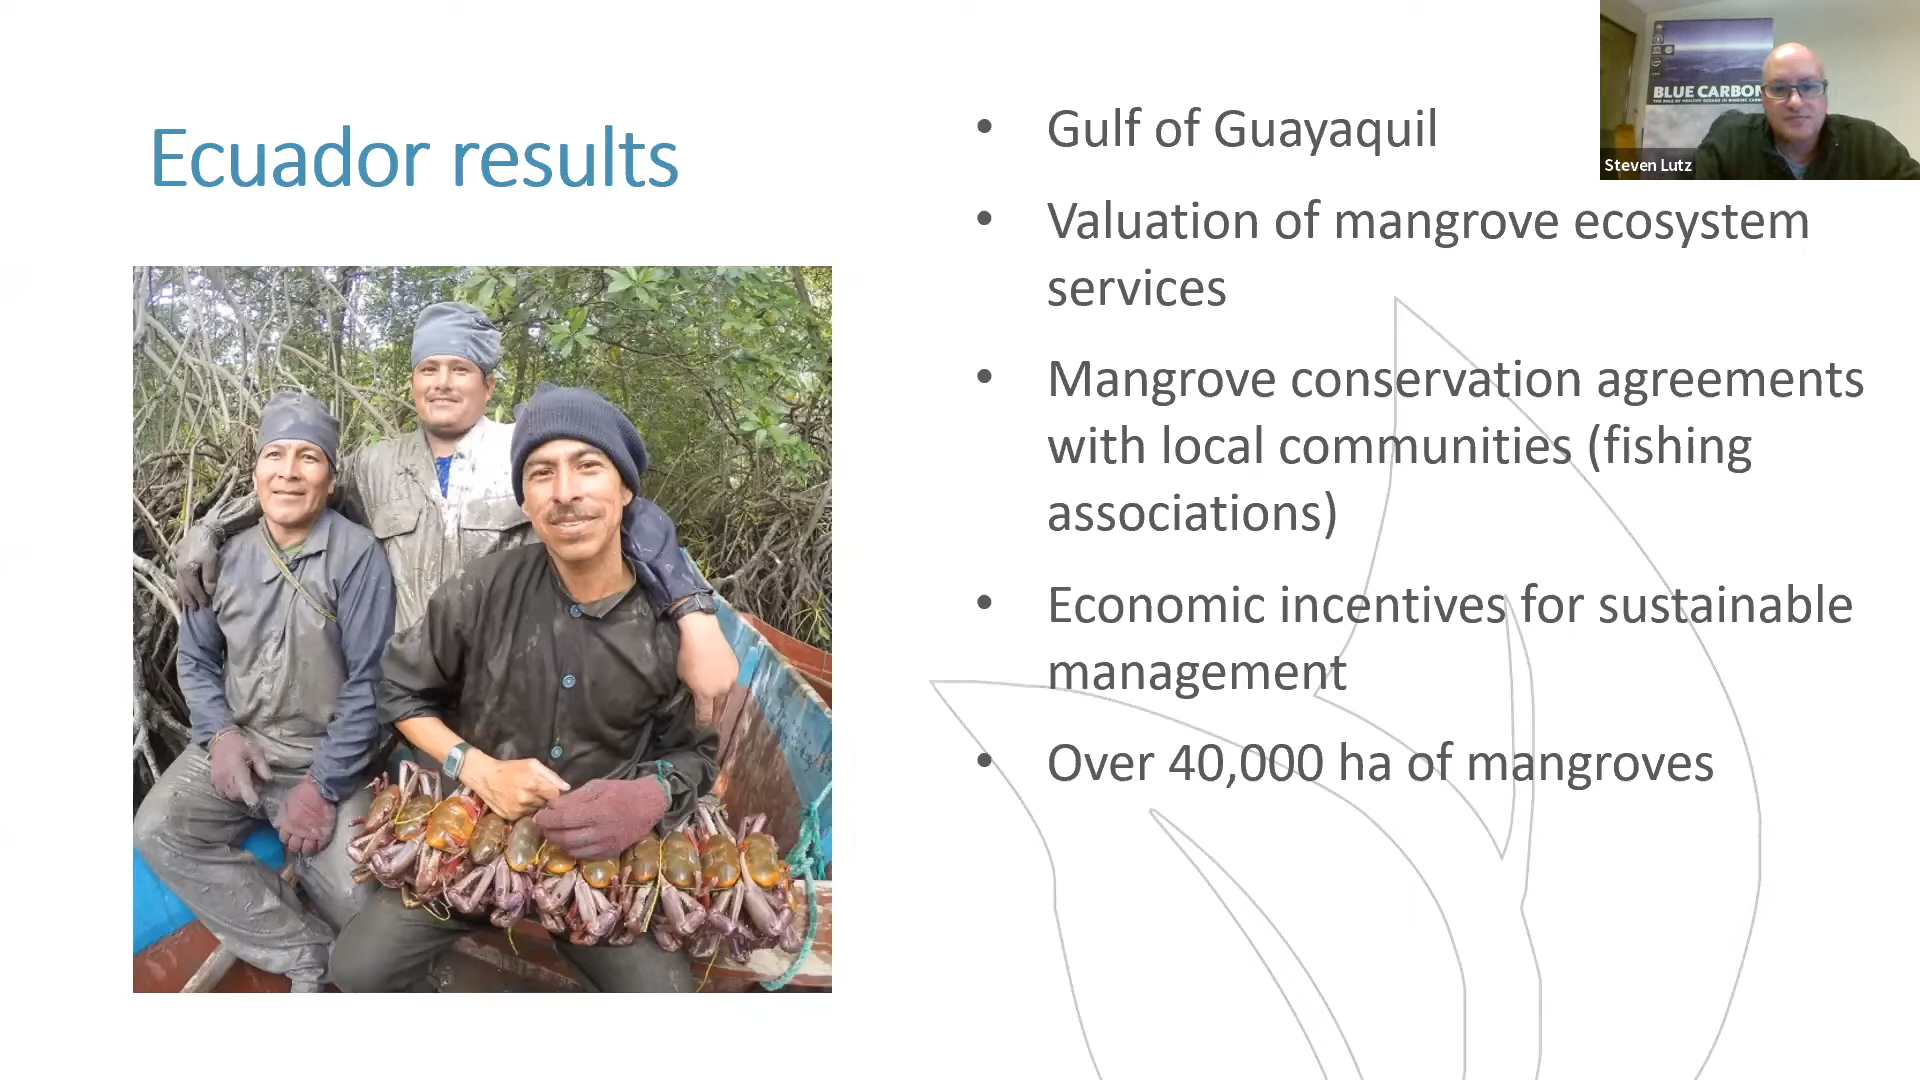 Ecuador results
• Gulf of Guayaquil
• Valuation of mangrove ecosystem
services
• Mangrove conservation agreements
with local communities (fishing
associations)
• Economic incentives for sustainable
management
• Over 40,000 ha of mangroves
BLUE CARBON
Steven Lutz